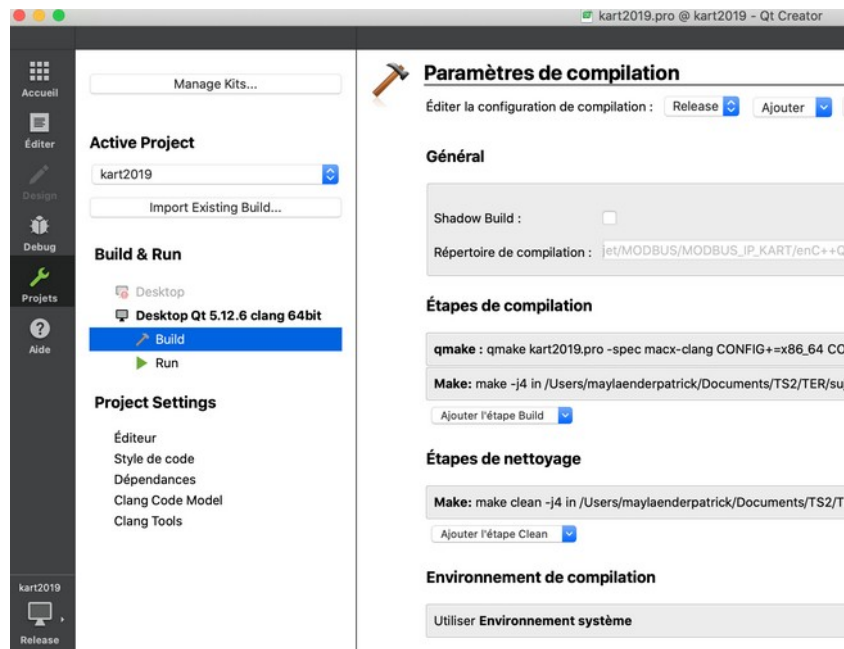 kart2019.pro @ kart2019 - Qt Creator
Accueil
Éditer
Design
Debug
Projets
Aide
kart2019
Release
Manage Kits...
Active Project
kart2019
Import Existing Build...
Build & Run
Desktop
Desktop Qt 5.12.6 clang 64bit
Build
Run
Project Settings
Éditeur
Style de code
Dépendances
Clang Code Model
Clang Tools
Paramètres de compilation
Éditer la configuration de compilation : Release Ajouter
Général
Shadow Build :
Répertoire de compilation : jet/MODBUS/MODBUS_IP_KART/enC++Q
Étapes de compilation
qmake : qmake kart2019.pro -spec macx-clang CONFIG+=x86_64 CO
Make: make -j4 in /Users/maylaenderpatrick/Documents/TS2/TER/su
Ajouter l'étape Build
Étapes de nettoyage
Make: make clean -j4 in /Users/maylaenderpatrick/Documents/TS2/T
Ajouter l'étape Clean
Environnement de compilation
Utiliser Environnement système